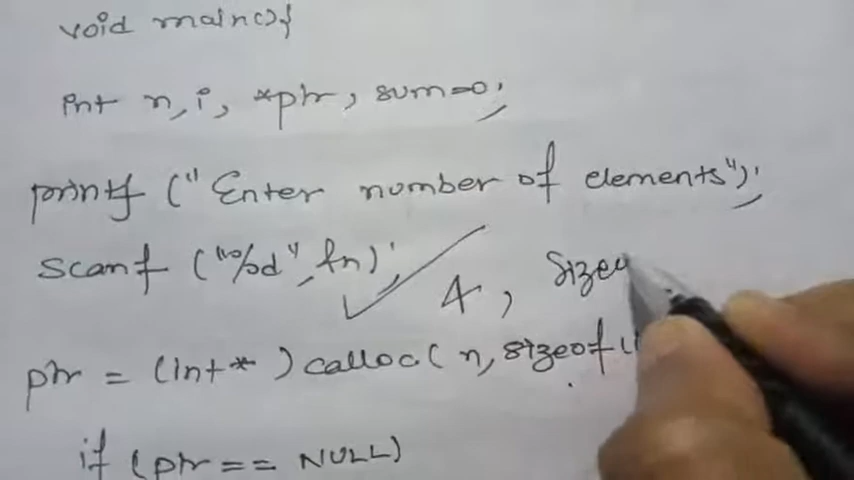 void main(){
int n, i, *ptr, sum=0;
printf ("Enter number of elements");
scanf ("%d", &n);
4, sizeo
ptr = (int*) calloc( n, sizeof (
if (ptr == NULL)